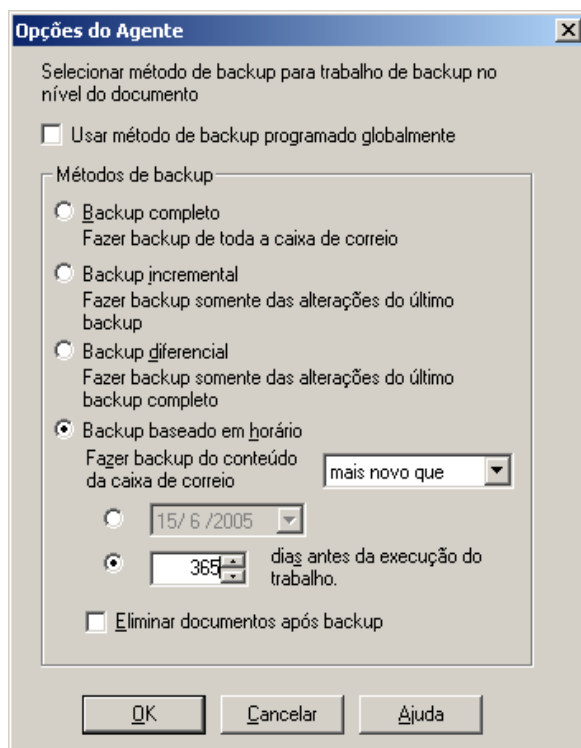 Opções do Agente
Selecionar método de backup para trabalho de backup no
nível do documento
Usar método de backup programado globalmente
Métodos de backup
Backup completo
Fazer backup de toda a caixa de correio
Backup incremental
Fazer backup somente das alterações do último
backup
Backup diferencial
Fazer backup somente das alterações do último
backup completo
Backup baseado em horário
Fazer backup do conteúdo
da caixa de correio
mais novo que
15/ 6 /2005
365
dias antes da execução do
trabalho.
Eliminar documentos após backup
OK Cancelar Ajuda